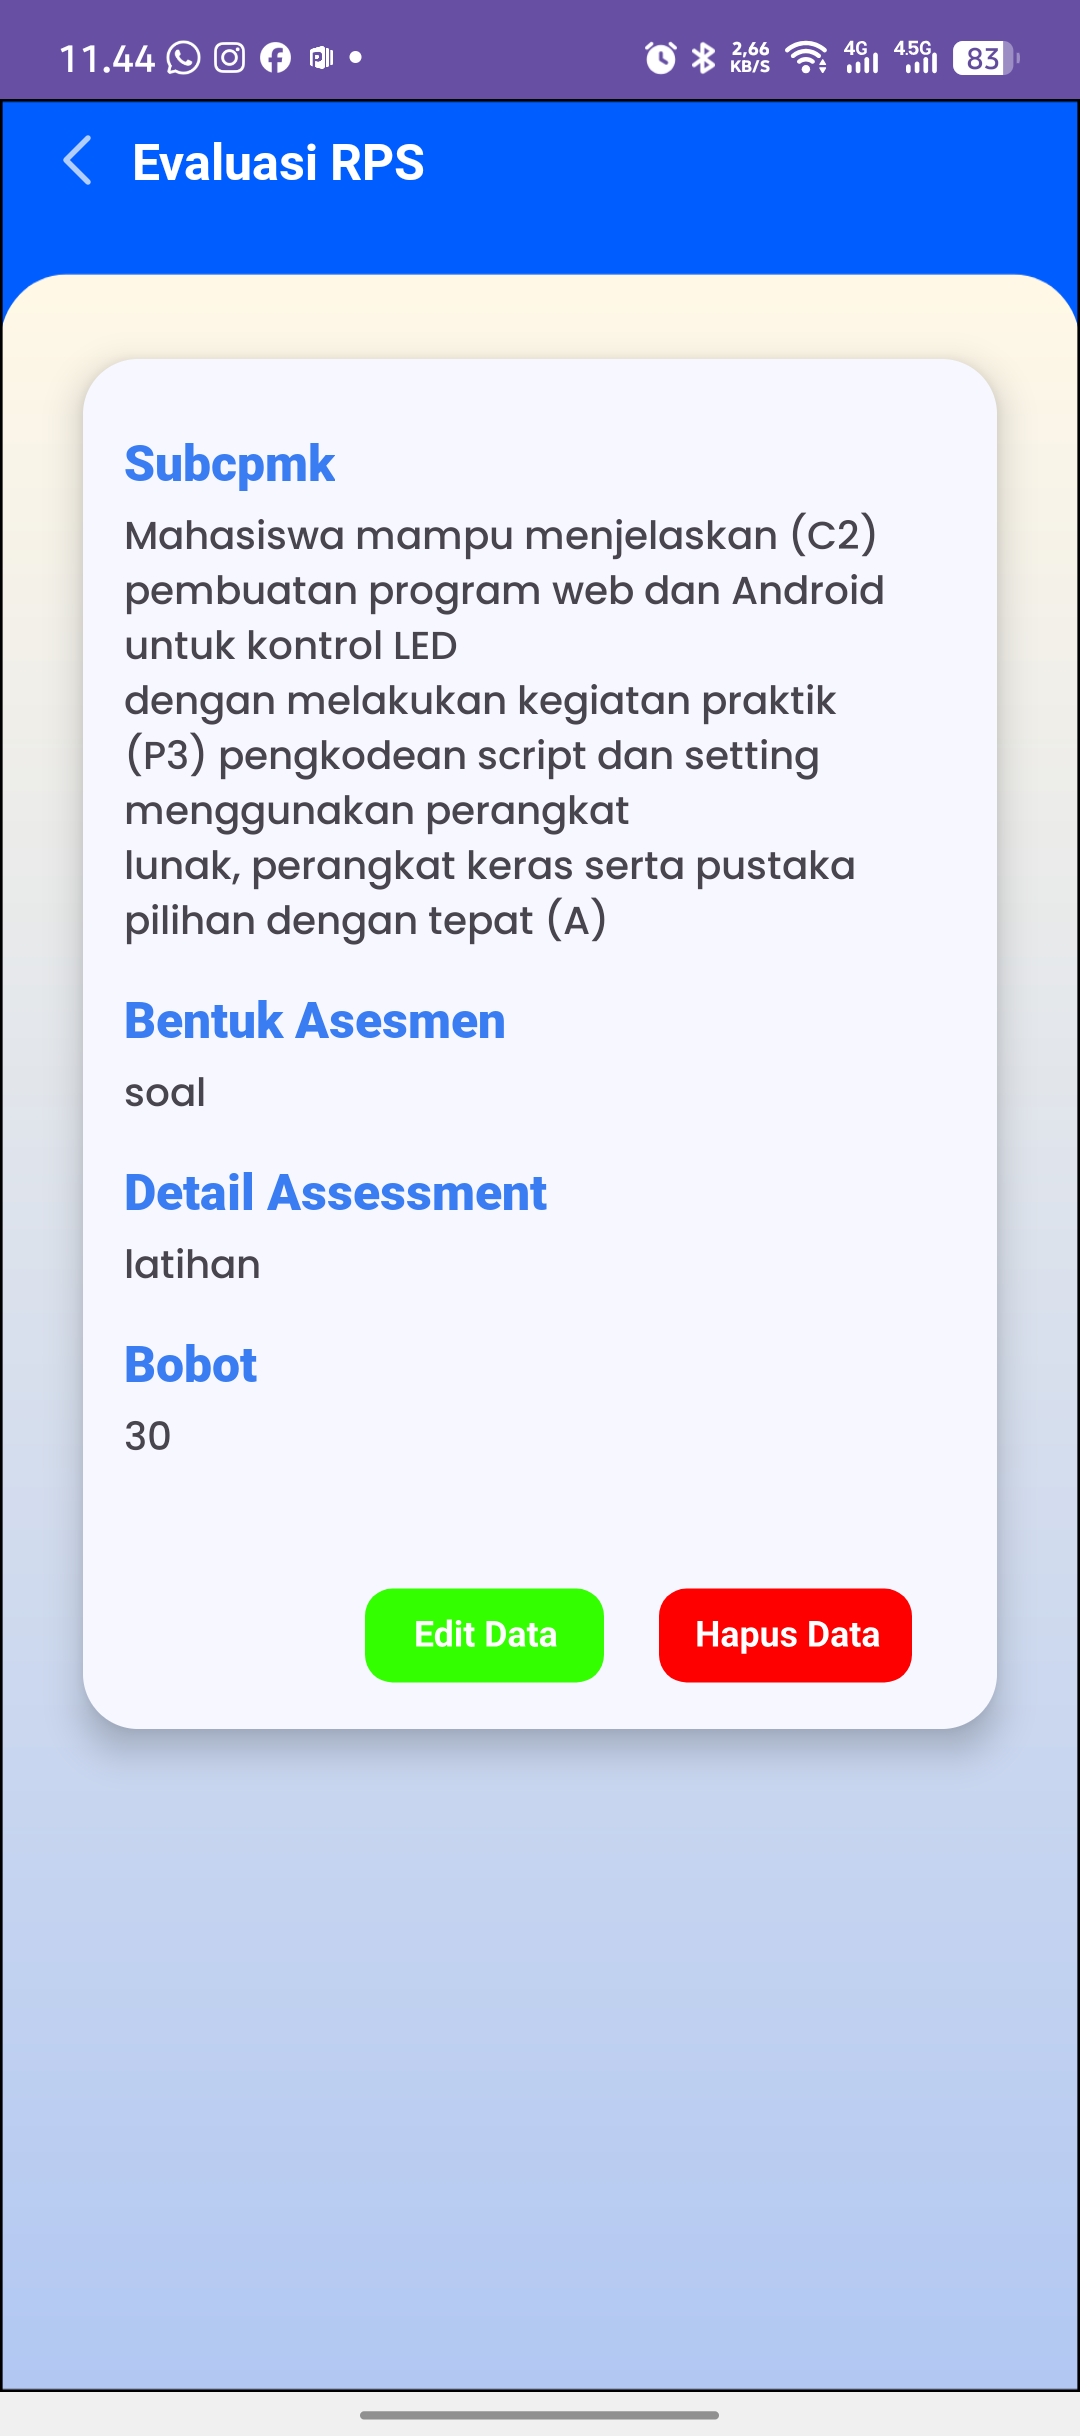 11.44
2,66
KB/S
4G
4.5G
83
Evaluasi RPS
Subcpmk
Mahasiswa mampu menjelaskan (C2)
pembuatan program web dan Android
untuk kontrol LED
dengan melakukan kegiatan praktik
(P3) pengkodean script dan setting
menggunakan perangkat
lunak, perangkat keras serta pustaka
pilihan dengan tepat (A)
Bentuk Asesmen
soal
Detail Assessment
latihan
Bobot
30
Edit Data
Hapus Data